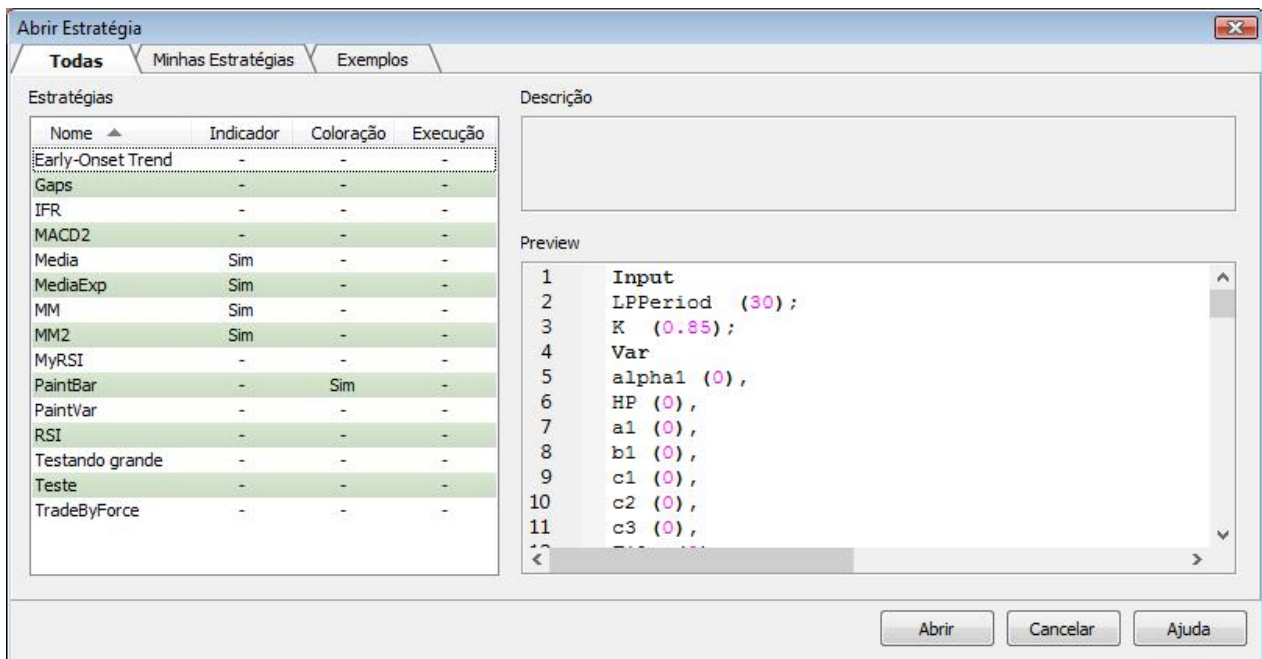 Abrir Estratégia
Todas Minhas Estratégias Exemplos
Estratégias
Nome Indicador Coloração Execução
Early-Onset Trend - - -
Gaps - - -
IFR - - -
MACD2 - - -
Media Sim - -
MediaExp Sim - -
MM Sim - -
MM2 Sim - -
MyRSI - - -
PaintBar - Sim -
PaintVar - - -
RSI - - -
Testando grande - - -
Teste - - -
TradeByForce - - -
Descrição
Preview
1 Input
2 LPPeriod (30);
3 K (0.85);
4 Var
5 alpha1 (0),
6 HP (0),
7 a1 (0),
8 b1 (0),
9 c1 (0),
10 c2 (0),
11 c3 (0),
Abrir Cancelar Ajuda